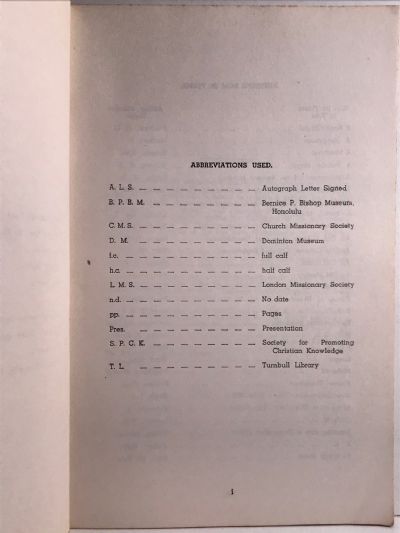 ABBREVIATIONS USED.
A. L. S. — — — — — — — — — Autograph Letter Signed
B. P. B. M. — — — — — — — — — Bernice P. Bishop Museum,
Honolulu
C. M. S. — — — — — — — — — Church Missionary Society
D. M. — — — — — — — — — Dominion Museum
f.c. — — — — — — — — — — full calf
h.c. — — — — — — — — — — half calf
L. M. S. — — — — — — — — — London Missionary Society
n.d. — — — — — — — — — — No date
pp. — — — — — — — — — — Pages
Pres. — — — — — — — — — Presentation
S. P. C. K. — — — — — — — — — Society for Promoting
Christian Knowledge
T. L. — — — — — — — — — — Turnbull Library
1